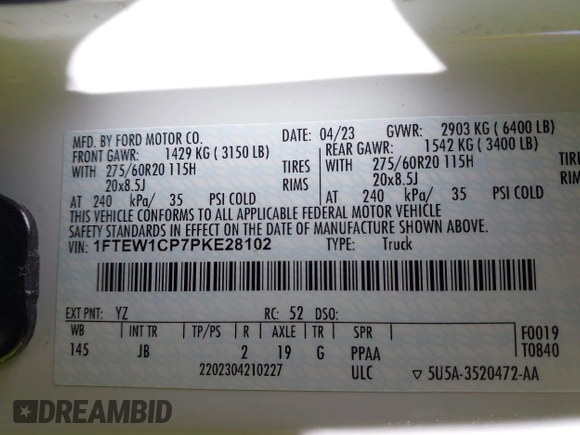 MFD. BY FORD MOTOR CO.
DATE: 04/23 GVWR: 2903 KG ( 6400 LB)
FRONT GAWR: 1429 KG ( 3150 LB) REAR GAWR: 1542 KG ( 3400 LB)
WITH 275/60R20 115H TIRES WITH 275/60R20 115H TIRES
20x8.5J RIMS 20x8.5J
AT 240 kPa/ 35 PSI COLD AT 240 kPa/ 35 PSI COLD
THIS VEHICLE CONFORMS TO ALL APPLICABLE FEDERAL MOTOR VEHICLE
SAFETY STANDARDS IN EFFECT ON THE DATE OF MANUFACTURE SHOWN ABOVE.
VIN: 1FTEW1CP7PKE28102 TYPE: Truck
EXT PNT: YZ RC: 52 DSO:
WB INT TR TP/PS R AXLE TR SPR F0019
145 JB 2 19 G PPAA T0840
2202304210227 ULC 5U5A-3520472-AA
DREAMBID